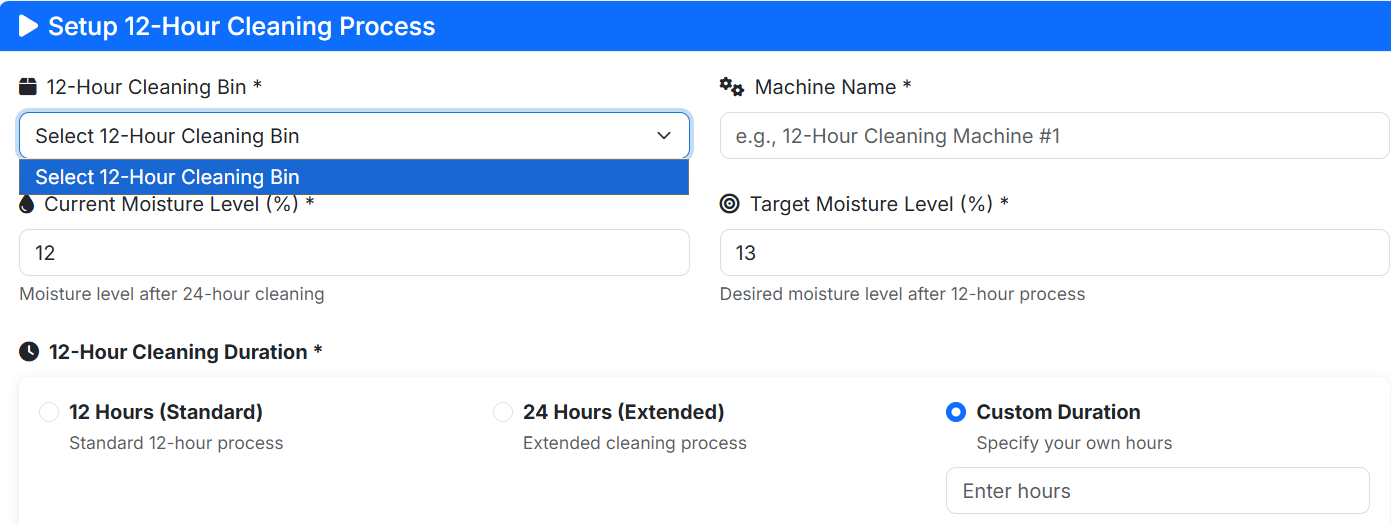 Setup 12-Hour Cleaning Process
12-Hour Cleaning Bin *
Machine Name *
Select 12-Hour Cleaning Bin
e.g., 12-Hour Cleaning Machine #1
Select 12-Hour Cleaning Bin
Current Moisture Level (%) *
Target Moisture Level (%) *
12
13
Moisture level after 24-hour cleaning
Desired moisture level after 12-hour process
12-Hour Cleaning Duration *
12 Hours (Standard)
24 Hours (Extended)
Custom Duration
Standard 12-hour process
Extended cleaning process
Specify your own hours
Enter hours